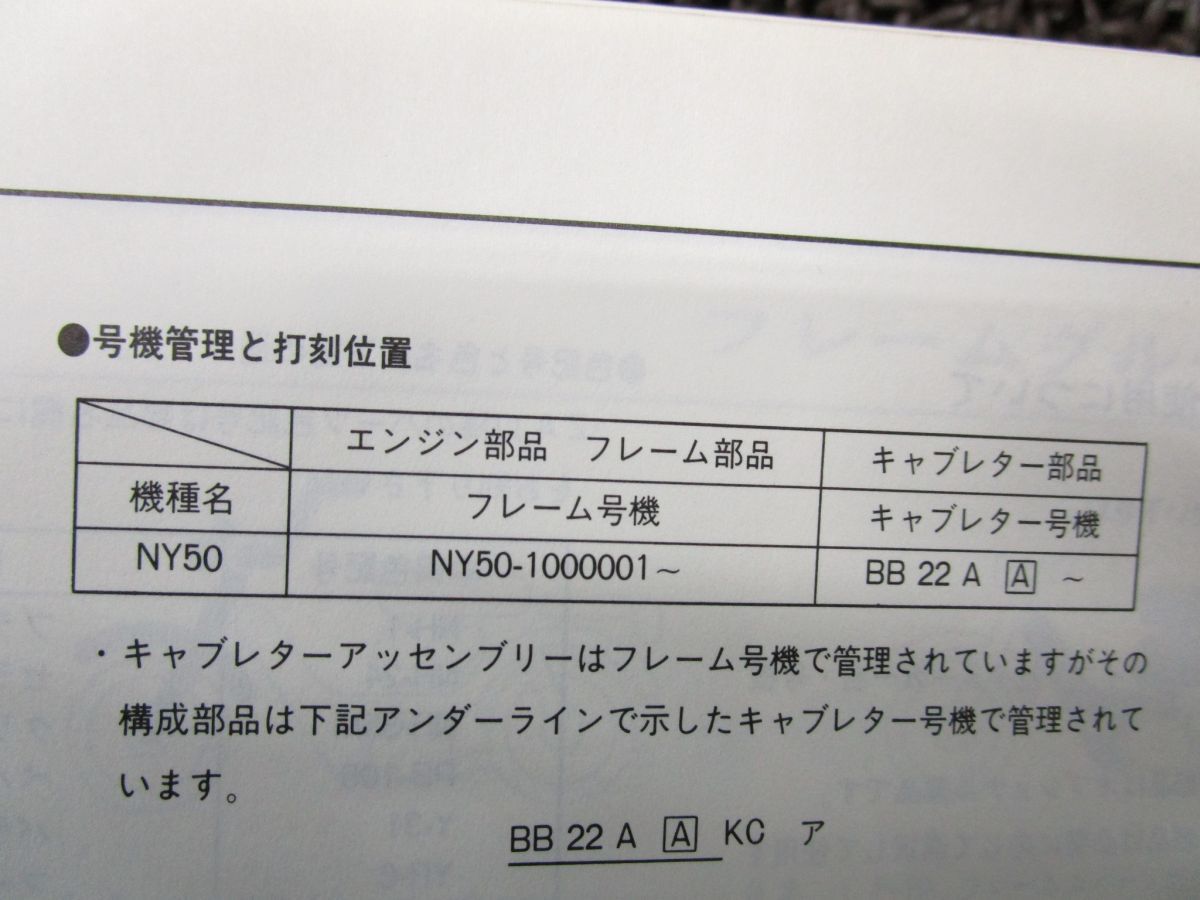 ●号機管理と打刻位置
エンジン部品 フレーム部品 キャブレター部品
機種名 フレーム号機 キャブレター号機
NY50 NY50-1000001～ BB 22 A A ～
・キャブレターアッセンブリーはフレーム号機で管理されていますがその
構成部品は下記アンダーラインで示したキャブレター号機で管理されて
います。
BB 22 A A KC ア